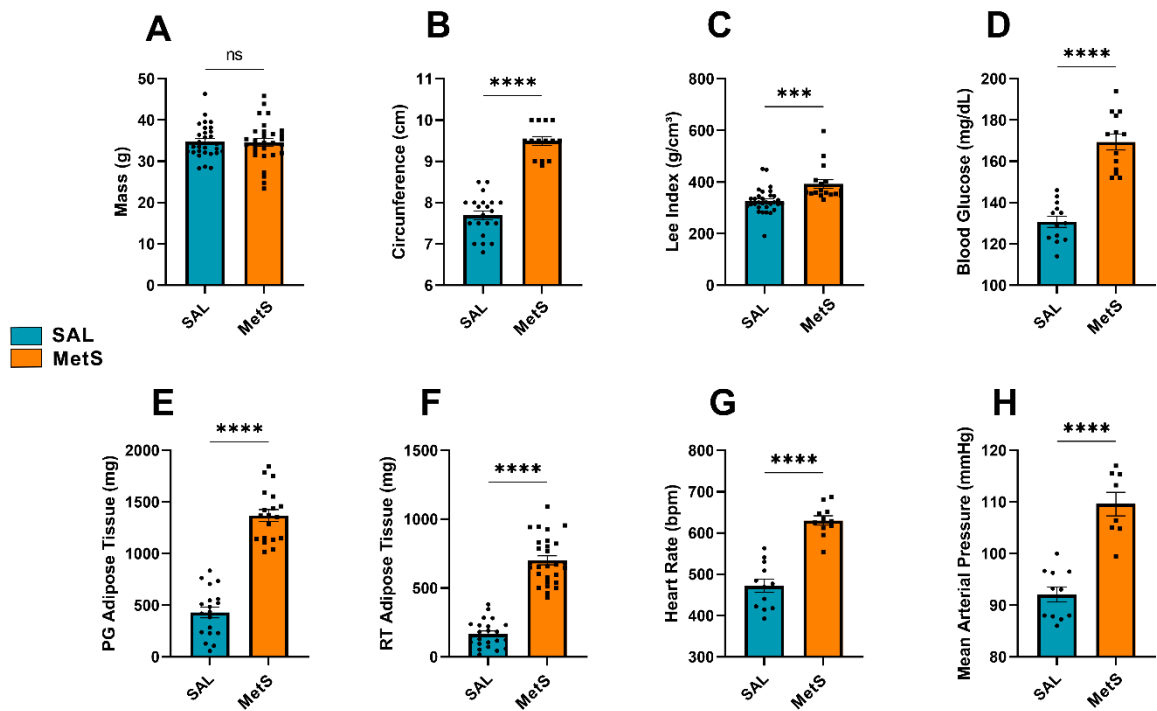 A
ns
Mass (g)
50
40
30
20
10
0
SAL
MetS
B
****
Circunference (cm)
11
10
9
8
7
6
SAL
MetS
C
***
Lee Index (g/cm³)
800
600
400
200
0
SAL
MetS
D
****
Blood Glucose (mg/dL)
200
180
160
140
120
100
SAL
MetS
SAL
MetS
E
****
PG Adipose Tissue (mg)
2000
1500
1000
500
0
SAL
MetS
F
****
RT Adipose Tissue (mg)
1500
1000
500
0
SAL
MetS
G
****
Heart Rate (bpm)
800
700
600
500
400
300
SAL
MetS
H
****
Mean Arterial Pressure (mmHg)
120
110
100
90
80
SAL
MetS